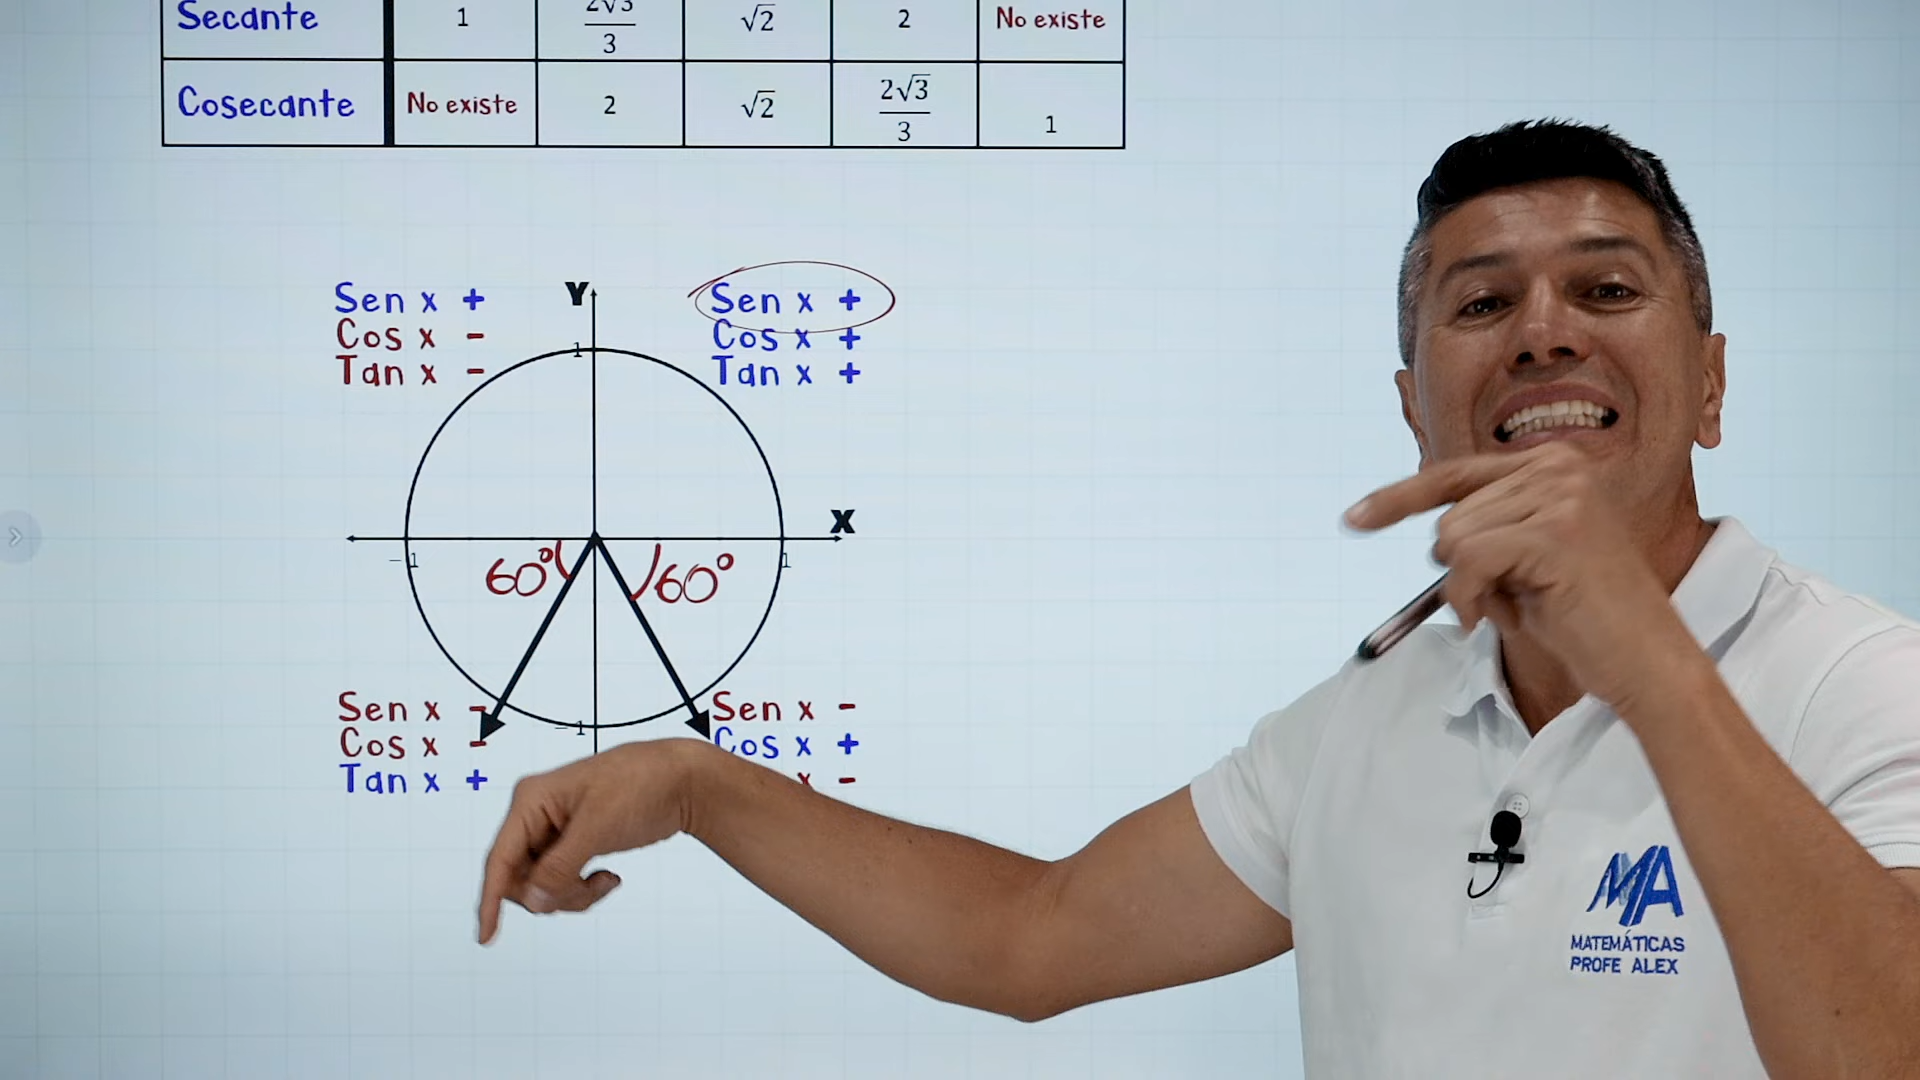 Secante 1 2√3/3 √2 2 No existe
Cosecante No existe 2 √2 2√3/3 1
Sen x + Y Sen x +
Cos x - Cos x +
Tan x - 1 Tan x +
X
-1 1
60° 60°
Sen x - Sen x -
Cos x - -1 Cos x +
Tan x + x -
MA
MATEMÁTICAS
PROFE ALEX